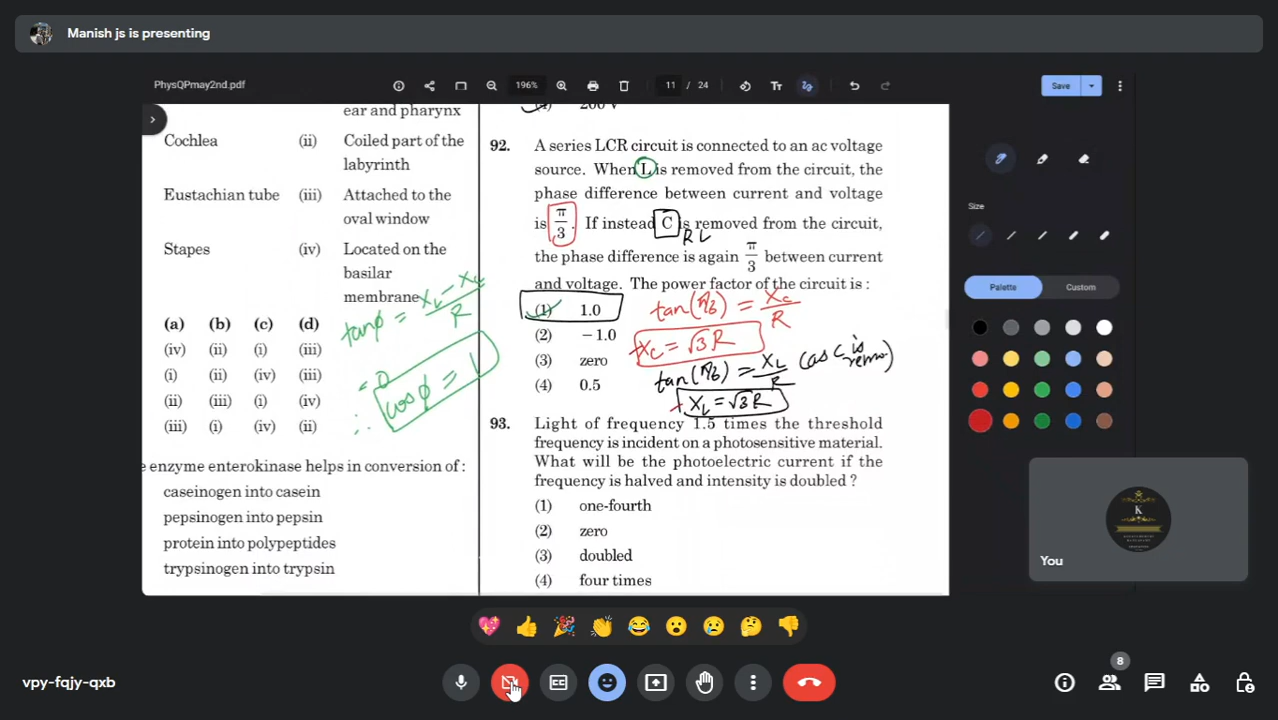 Manish js is presenting
PhysQPmay2nd.pdf
196%
11 / 24
Save
ear and pharynx
Cochlea (ii) Coiled part of the
labyrinth
Eustachian tube (iii) Attached to the
oval window
Stapes (iv) Located on the
basilar
membrane
tanφ = XL - XC
R
= 0
∴ cosφ = 1
(a) (b) (c) (d)
(iv) (ii) (i) (iii)
(i) (ii) (iv) (iii)
(ii) (iii) (i) (iv)
(iii) (i) (iv) (ii)
e enzyme enterokinase helps in conversion of :
caseinogen into casein
pepsinogen into pepsin
protein into polypeptides
trypsinogen into trypsin
(4) 200 V
92. A series LCR circuit is connected to an ac voltage
source. When L is removed from the circuit, the
phase difference between current and voltage
is π/3. If instead C is removed from the circuit,
RL
the phase difference is again π/3 between current
and voltage. The power factor of the circuit is :
(1) 1.0
(2) − 1.0
(3) zero
(4) 0.5
= XC
R
XC = √3 R
= XL (as C is
R remo)
XL = √3 R
93. Light of frequency 1.5 times the threshold
frequency is incident on a photosensitive material.
What will be the photoelectric current if the
frequency is halved and intensity is doubled ?
(1) one-fourth
(2) zero
(3) doubled
(4) four times
Size
Palette Custom
K
You
vpy-fqjy-qxb
8